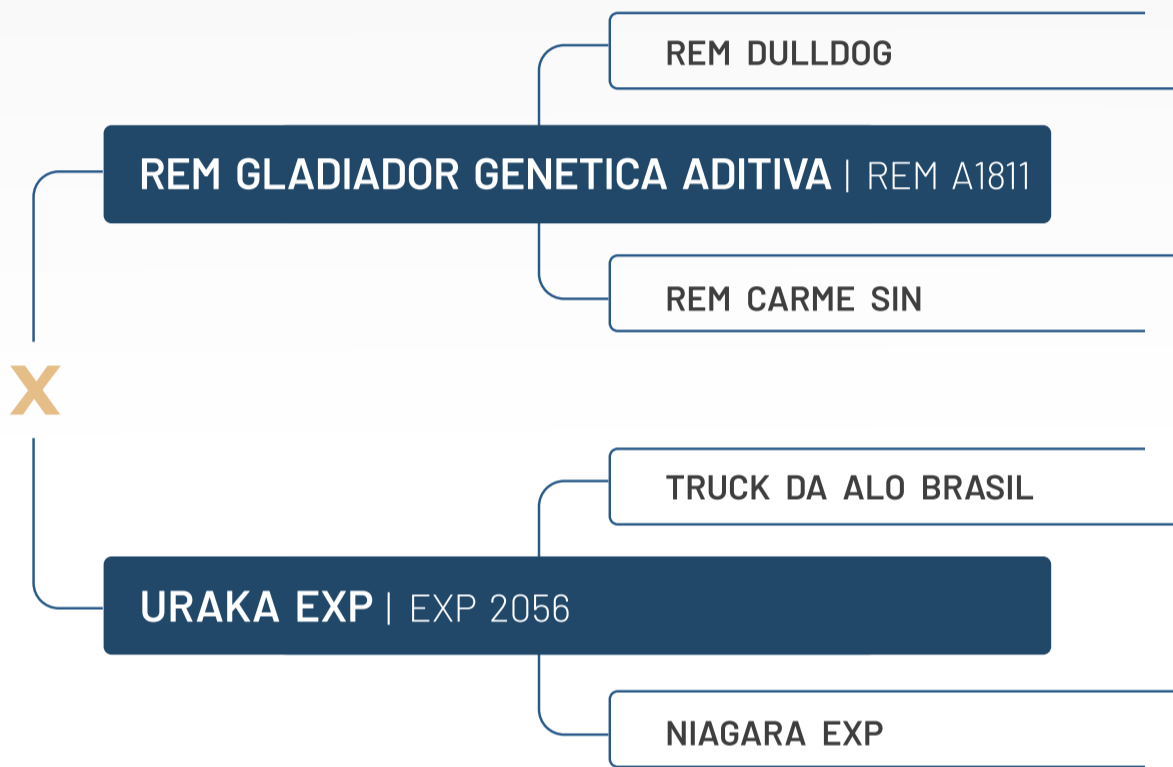 REM DULLDOG
REM GLADIADOR GENETICA ADITIVA | REM A1811
REM CARME SIN
X
TRUCK DA ALO BRASIL
URAKA EXP | EXP 2056
NIAGARA EXP